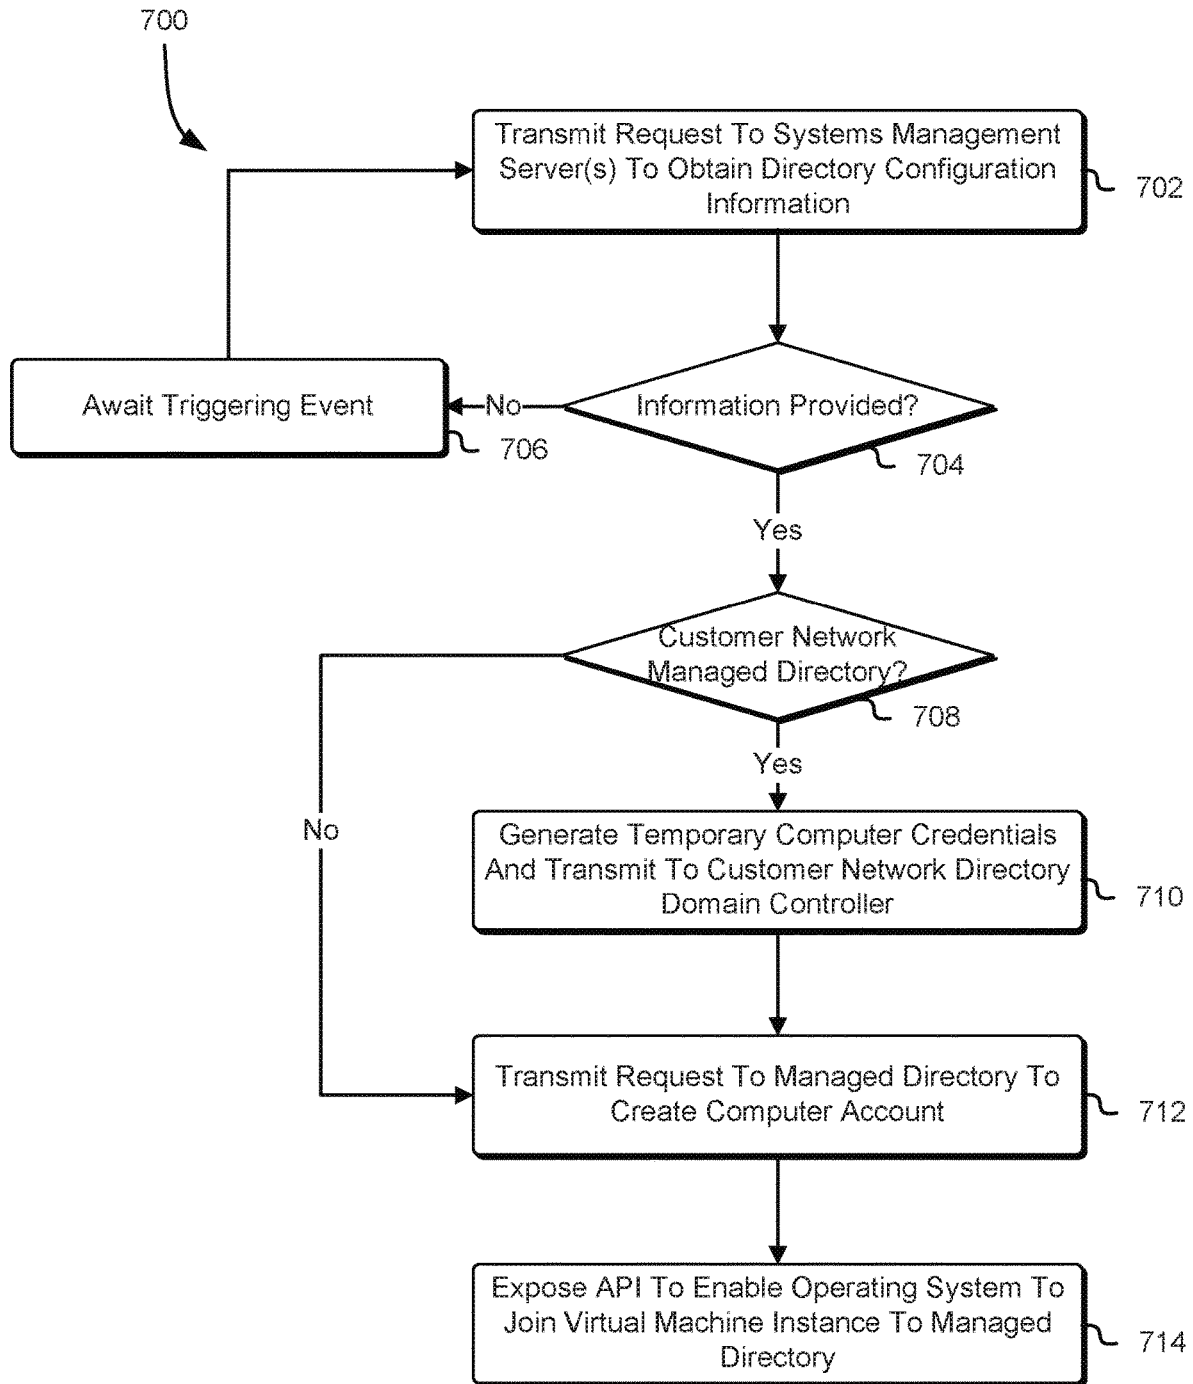 700
Transmit Request To Systems Management
Server(s) To Obtain Directory Configuration
Information
702
Await Triggering Event
706
No
Information Provided?
704
Yes
Customer Network
Managed Directory?
708
Yes
No
Generate Temporary Computer Credentials
And Transmit To Customer Network Directory
Domain Controller
710
Transmit Request To Managed Directory To
Create Computer Account
712
Expose API To Enable Operating System To
Join Virtual Machine Instance To Managed
Directory
714